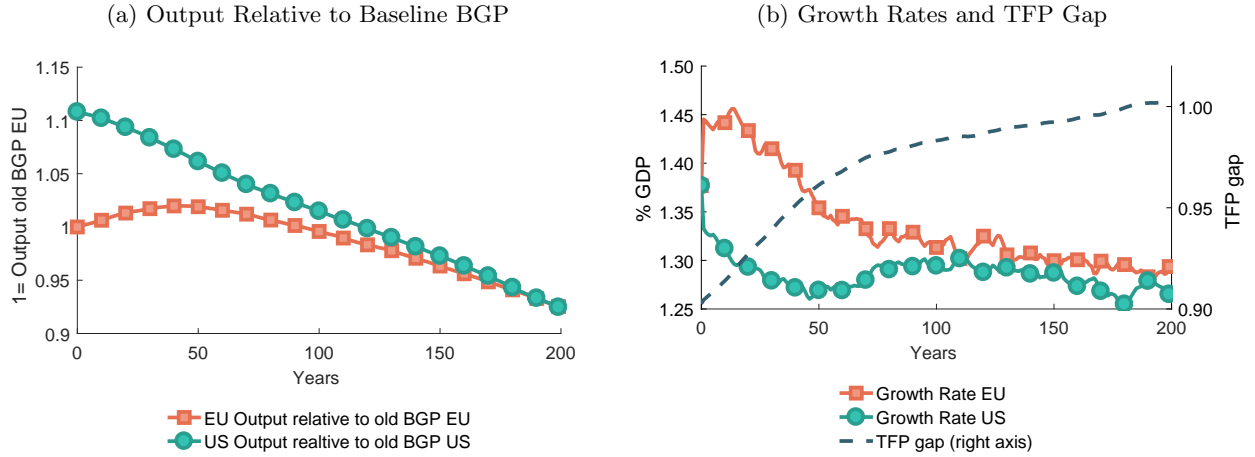 (a) Output Relative to Baseline BGP
1= Output old BGP EU
1.15
1.1
1.05
1
0.95
0.9
0
50
100
150
200
Years
EU Output relative to old BGP EU
US Output realtive to old BGP US
(b) Growth Rates and TFP Gap
% GDP
1.50
1.45
1.40
1.35
1.30
1.25
1.00
0.95
0.90
TFP gap
0
50
100
150
200
Years
Growth Rate EU
Growth Rate US
TFP gap (right axis)